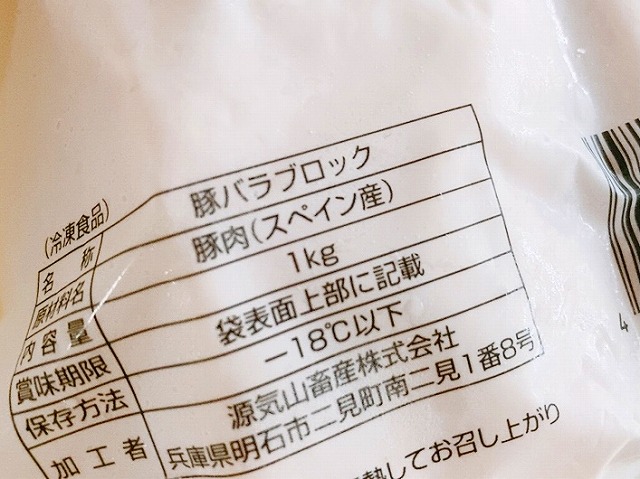 (冷凍食品)
名称 豚バラブロック
原材料名 豚肉(スペイン産)
内容量 1kg
賞味期限 袋表面上部に記載
保存方法 -18℃以下
加工者 源気山畜産株式会社
兵庫県明石市二見町南二見1番8号
熱してお召し上がり
4